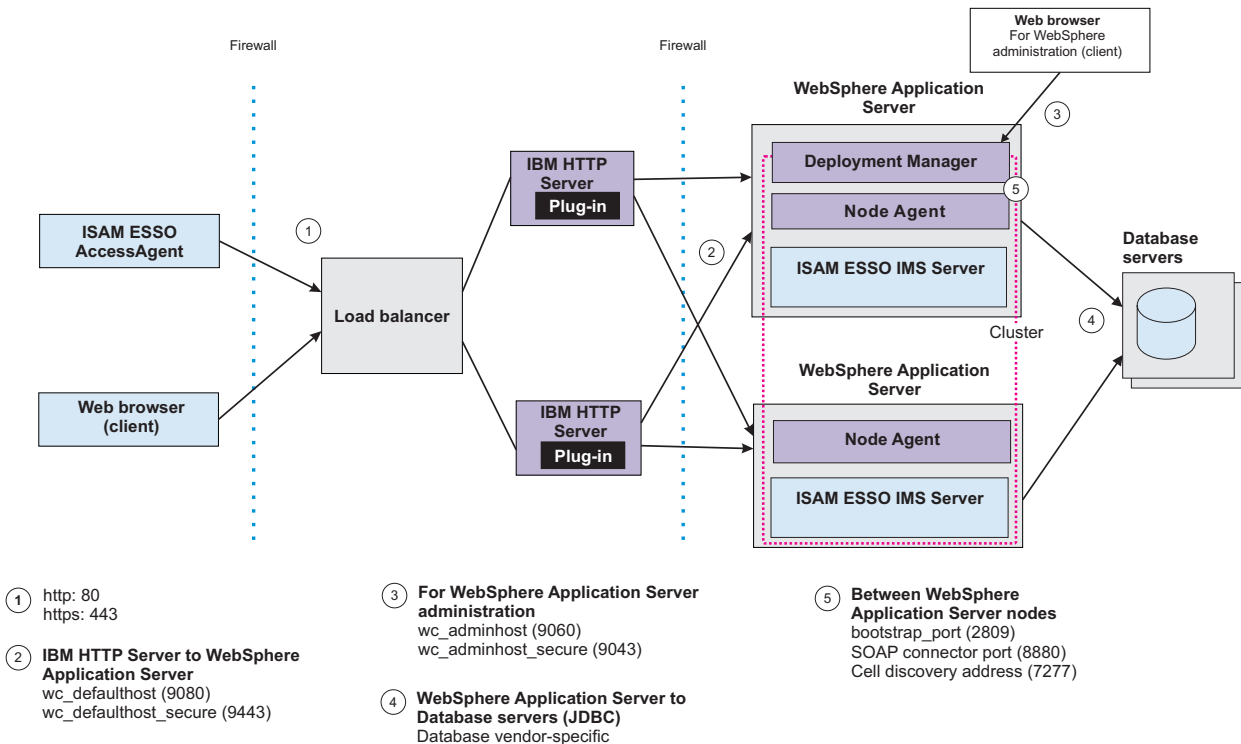 Firewall
Firewall
Web browser
For WebSphere
administration (client)
WebSphere Application
Server
3
Deployment Manager
5
Node Agent
ISAM ESSO IMS Server
IBM HTTP
Server
Plug-in
ISAM ESSO
AccessAgent
1
2
Load balancer
Database
servers
4
Cluster
WebSphere Application
Server
Web browser
(client)
IBM HTTP
Server
Plug-in
Node Agent
ISAM ESSO IMS Server
1 http: 80
https: 443
2 IBM HTTP Server to WebSphere
Application Server
wc_defaulthost (9080)
wc_defaulthost_secure (9443)
3 For WebSphere Application Server
administration
wc_adminhost (9060)
wc_adminhost_secure (9043)
4 WebSphere Application Server to
Database servers (JDBC)
Database vendor-specific
5 Between WebSphere
Application Server nodes
bootstrap_port (2809)
SOAP connector port (8880)
Cell discovery address (7277)